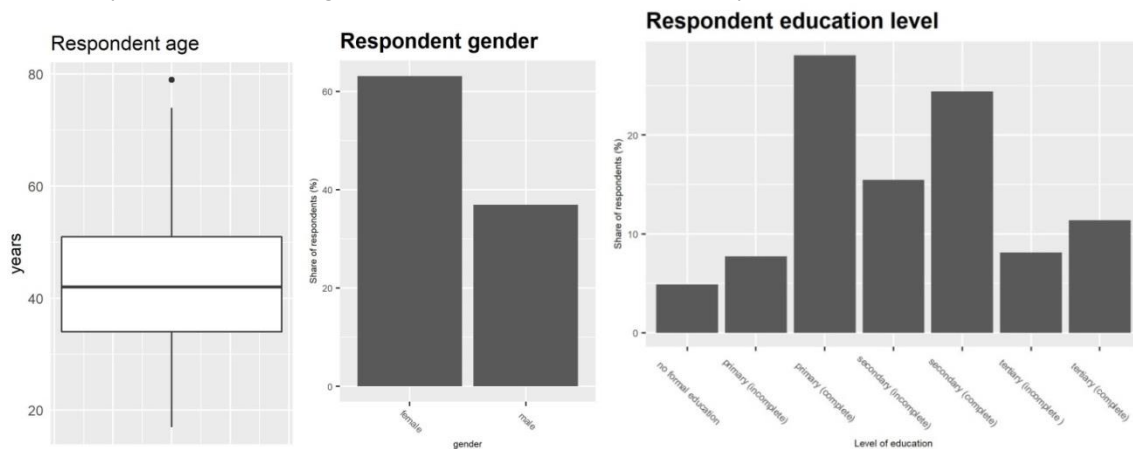 Respondent age
years
80
60
40
20
Respondent gender
Share of respondents (%)
60
40
20
0
female
male
gender
Respondent education level
Share of respondents (%)
20
10
0
no formal education
primary (incomplete)
primary (complete)
secondary (incomplete)
secondary (complete)
tertiary (incomplete )
tertiary (complete)
Level of education